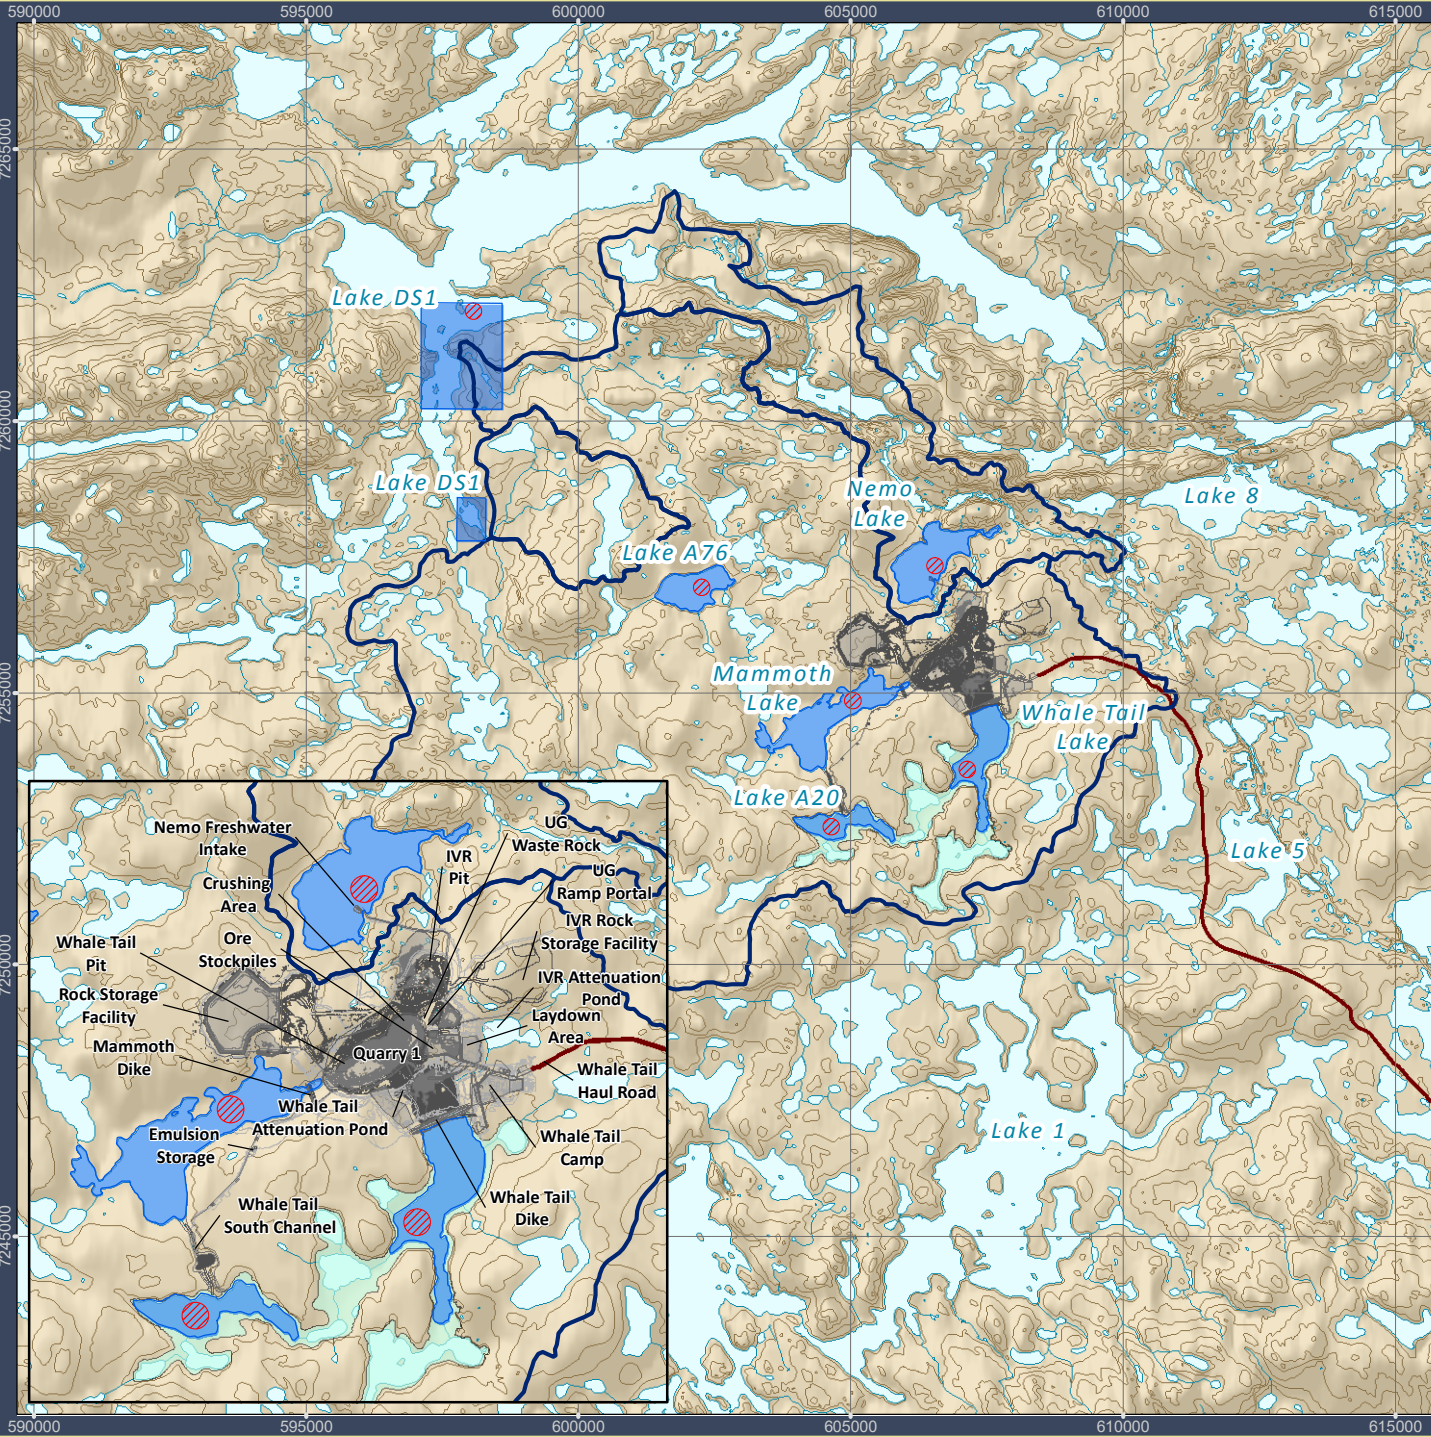 590000
595000
600000
605000
610000
615000
7265000
7260000
7255000
7250000
7245000
Lake DS1
Lake DS1
Lake A76
Nemo
Lake
Lake 8
Mammoth
Lake
Whale Tail
Lake
Lake A20
Lake 5
Lake 1
Nemo Freshwater
Intake
Crushing
Area
Ore
Stockpiles
Whale Tail
Pit
Rock Storage
Facility
Mammoth
Dike
IVR
Pit
UG
Waste Rock
UG
Ramp Portal
IVR Rock
Storage Facility
IVR Attenuation
Pond
Laydown
Area
Quarry 1
Whale Tail
Haul Road
Whale Tail
Attenuation Pond
Emulsion
Storage
Whale Tail
Camp
Whale Tail
South Channel
Whale Tail
Dike
590000
595000
600000
605000
610000
615000